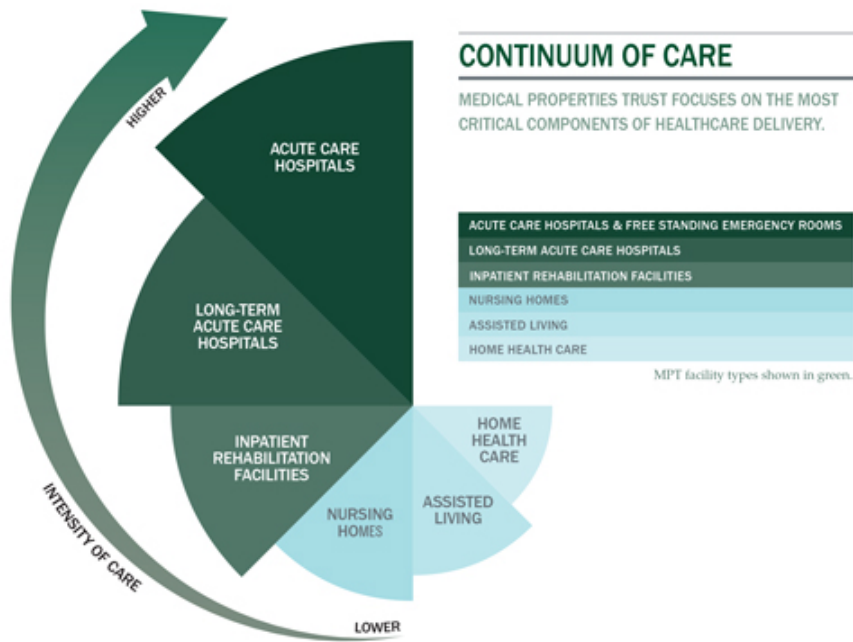 CONTINUUM OF CARE
MEDICAL PROPERTIES TRUST FOCUSES ON THE MOST
CRITICAL COMPONENTS OF HEALTHCARE DELIVERY.
HIGHER
ACUTE CARE
HOSPITALS
LONG-TERM
ACUTE CARE
HOSPITALS
INPATIENT
REHABILITATION
FACILITIES
NURSING
HOMES
ASSISTED
LIVING
HOME
HEALTH
CARE
INTENSITY OF CARE
LOWER
ACUTE CARE HOSPITALS & FREE STANDING EMERGENCY ROOMS
LONG-TERM ACUTE CARE HOSPITALS
INPATIENT REHABILITATION FACILITIES
NURSING HOMES
ASSISTED LIVING
HOME HEALTH CARE
MPT facility types shown in green.